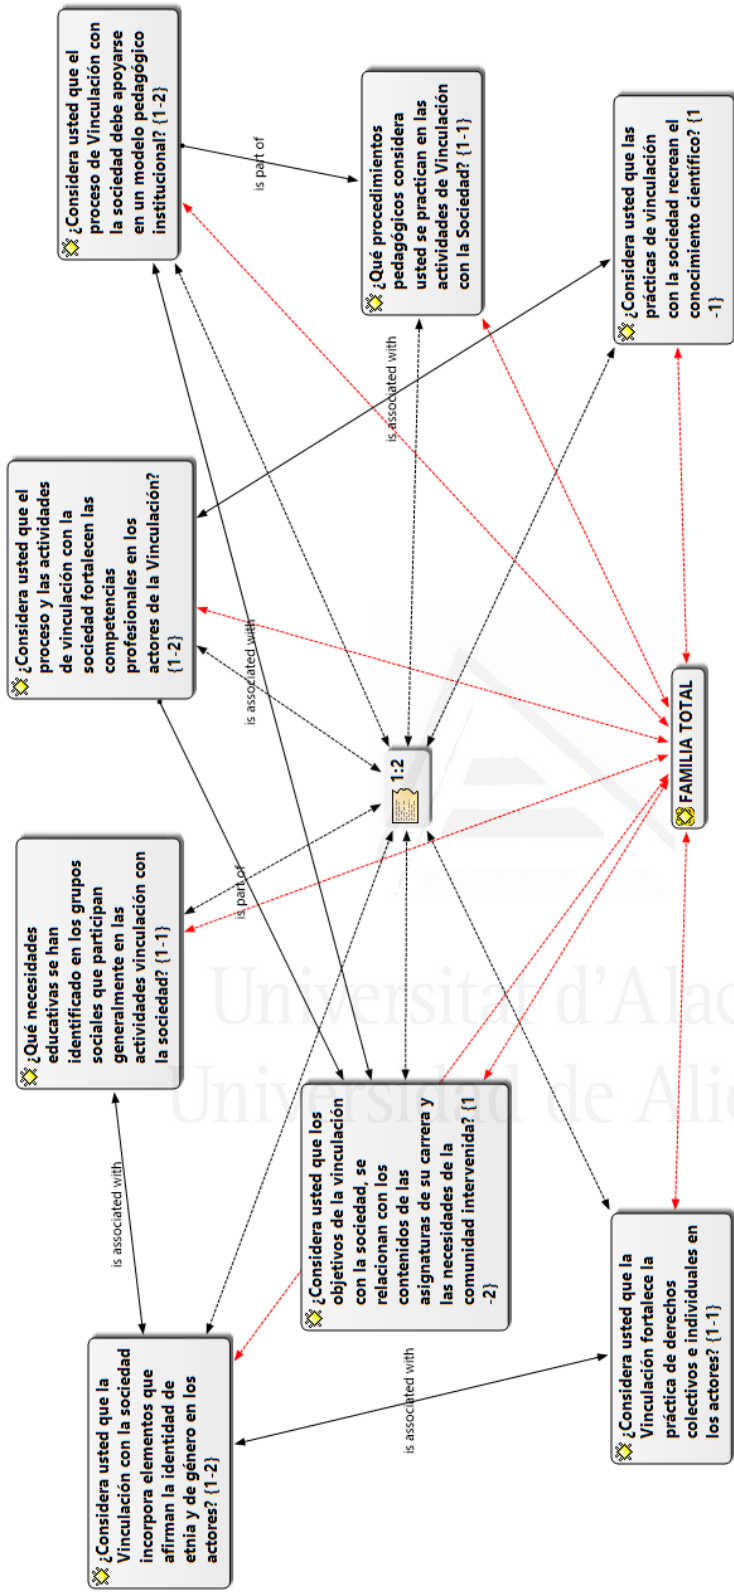 ¿Considera usted que la
Vinculación con la sociedad
incorpora elementos que
afirman la identidad de
etnia y de género en los
actores? {1-2}
¿Qué necesidades
educativas se han
identificado en los grupos
sociales que participan
generalmente en las
actividades vinculación con
la sociedad? {1-1}
¿Considera usted que el
proceso y las actividades
de vinculación con la
sociedad fortalecen las
competencias
profesionales en los
actores de la Vinculación?
{1-2}
¿Considera usted que el
proceso de Vinculación con
la sociedad debe apoyarse
en un modelo pedagógico
institucional? {1-2}
is associated with
is part of
is associated with
is part of
¿Considera usted que los
objetivos de la vinculación
con la sociedad, se
relacionan con los
contenidos de las
asignaturas de su carrera y
las necesidades de la
comunidad intervenida? {1
-2}
1:2
¿Qué procedimientos
pedagógicos considera
usted se practican en las
actividades de Vinculación
con la Sociedad? {1-1}
is associated with
is associated with
¿Considera usted que la
Vinculación fortalece la
práctica de derechos
colectivos e individuales en
los actores? {1-1}
FAMILIA TOTAL
¿Considera usted que las
prácticas de vinculación
con la sociedad recrean el
conocimiento científico? {1
-1}
Universitat d'Alac
Universidad de Alic